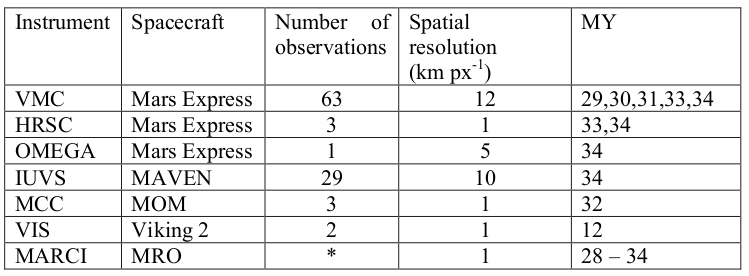 Instrument Spacecraft Number of observations Spatial resolution (km px-1) MY
VMC Mars Express 63 12 29,30,31,33,34
HRSC Mars Express 3 1 33,34
OMEGA Mars Express 1 5 34
IUVS MAVEN 29 10 34
MCC MOM 3 1 32
VIS Viking 2 2 1 12
MARCI MRO * 1 28 – 34